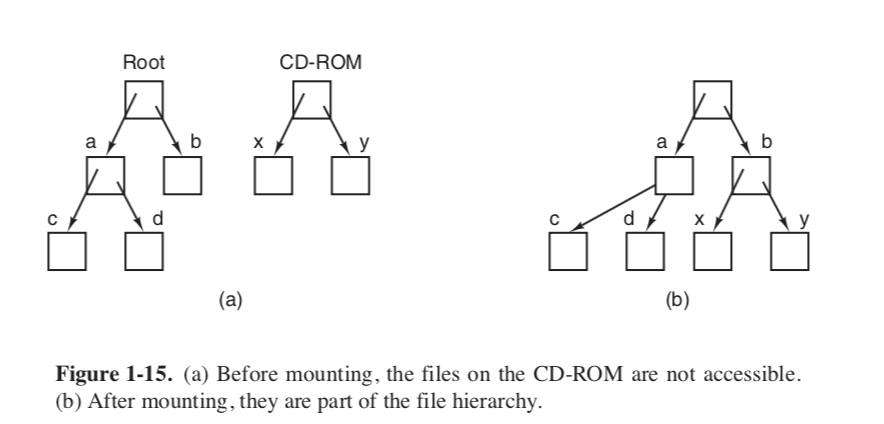 Root CD-ROM
a b x y a b
c d c d x y
(a) (b)
Figure 1-15. (a) Before mounting, the files on the CD-ROM are not accessible.
(b) After mounting, they are part of the file hierarchy.